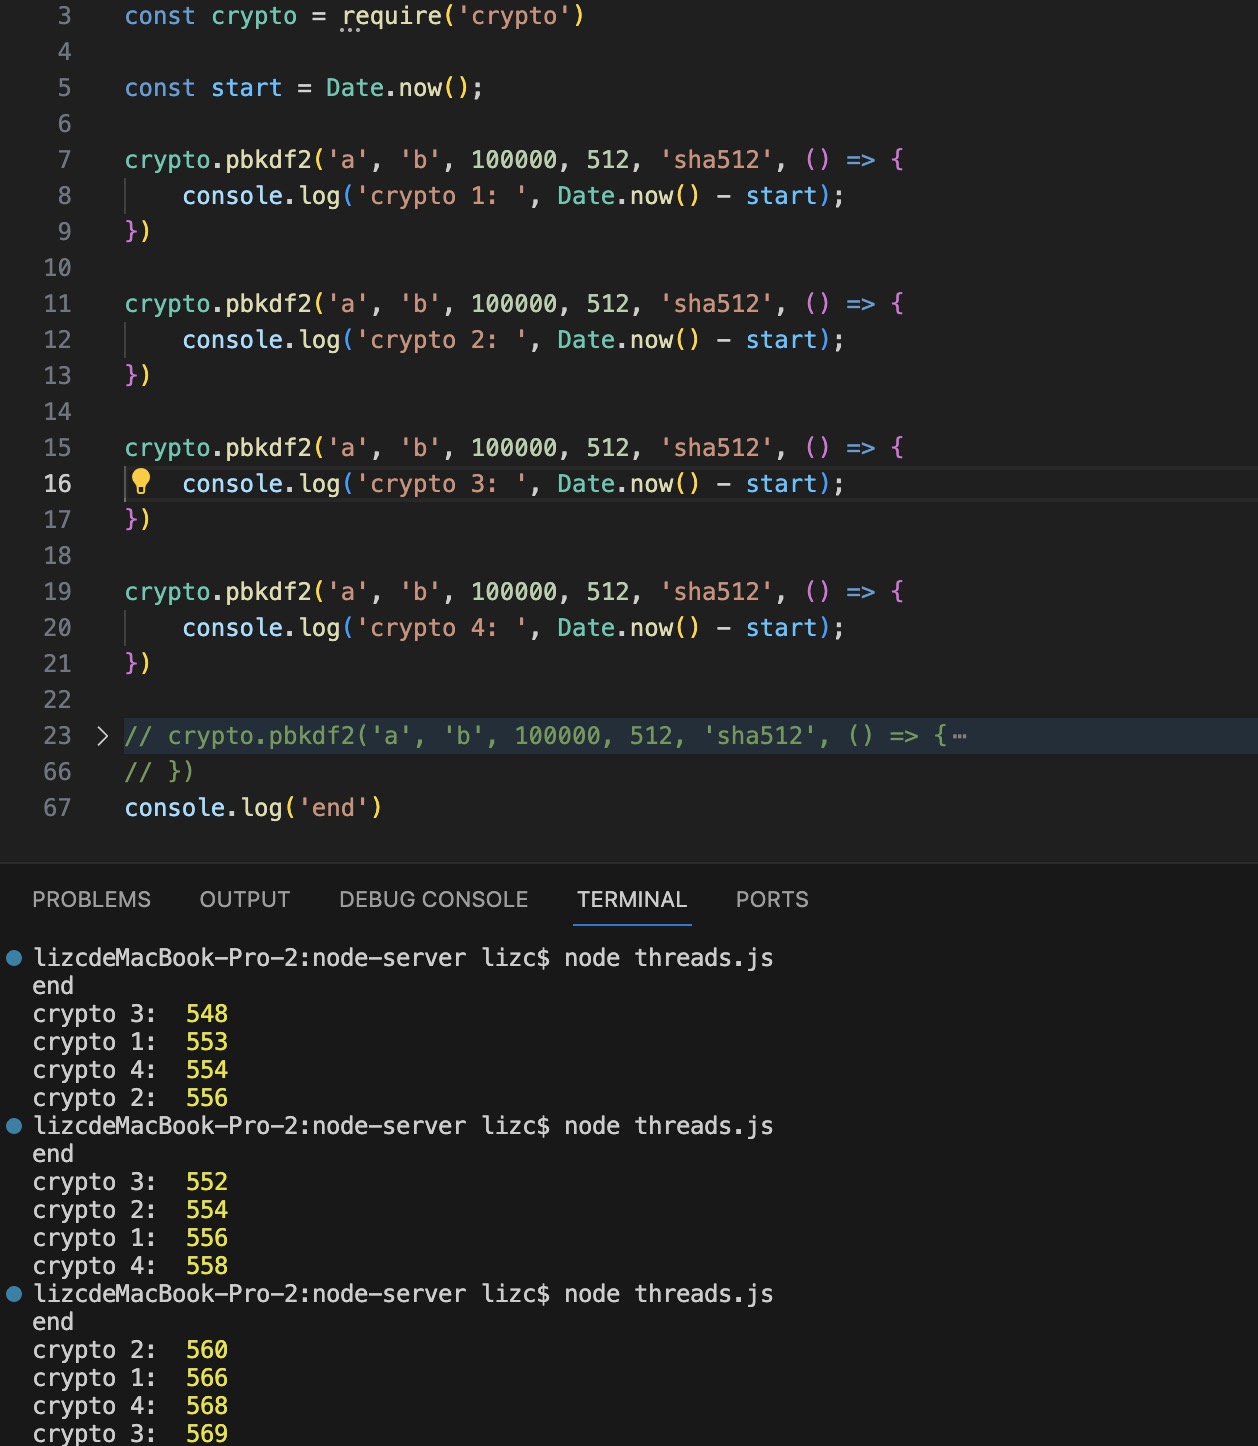 3 const crypto = require('crypto')
4
5 const start = Date.now();
6
7 crypto.pbkdf2('a', 'b', 100000, 512, 'sha512', () => {
8 console.log('crypto 1: ', Date.now() - start);
9 })
10
11 crypto.pbkdf2('a', 'b', 100000, 512, 'sha512', () => {
12 console.log('crypto 2: ', Date.now() - start);
13 })
14
15 crypto.pbkdf2('a', 'b', 100000, 512, 'sha512', () => {
16 console.log('crypto 3: ', Date.now() - start);
17 })
18
19 crypto.pbkdf2('a', 'b', 100000, 512, 'sha512', () => {
20 console.log('crypto 4: ', Date.now() - start);
21 })
22
23 // crypto.pbkdf2('a', 'b', 100000, 512, 'sha512', () => {⋯
66 // })
67 console.log('end')
PROBLEMS OUTPUT DEBUG CONSOLE TERMINAL PORTS
lizcdeMacBook-Pro-2:node-server lizc$ node threads.js
end
crypto 3:  548
crypto 1:  553
crypto 4:  554
crypto 2:  556
lizcdeMacBook-Pro-2:node-server lizc$ node threads.js
end
crypto 3:  552
crypto 2:  554
crypto 1:  556
crypto 4:  558
lizcdeMacBook-Pro-2:node-server lizc$ node threads.js
end
crypto 2:  560
crypto 1:  566
crypto 4:  568
crypto 3:  569